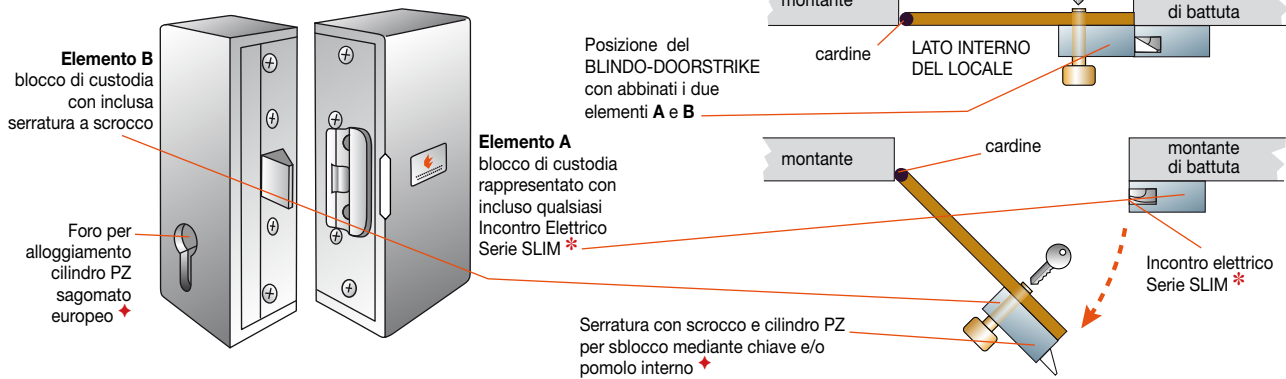 Elemento B
blocco di custodia
con inclusa
serratura a scrocco
Foro per
alloggiamento
cilindro PZ
sagomato
europeo ✦
Elemento A
blocco di custodia
rappresentato con
incluso qualsiasi
Incontro Elettrico
Serie SLIM *
Posizione del
BLINDO-DOORSTRIKE
con abbinati i due
elementi A e B
montante
cardine
LATO INTERNO
DEL LOCALE
di battuta
montante
cardine
montante
di battuta
Incontro elettrico
Serie SLIM *
Serratura con scrocco e cilindro PZ
per sblocco mediante chiave e/o
pomolo interno ✦